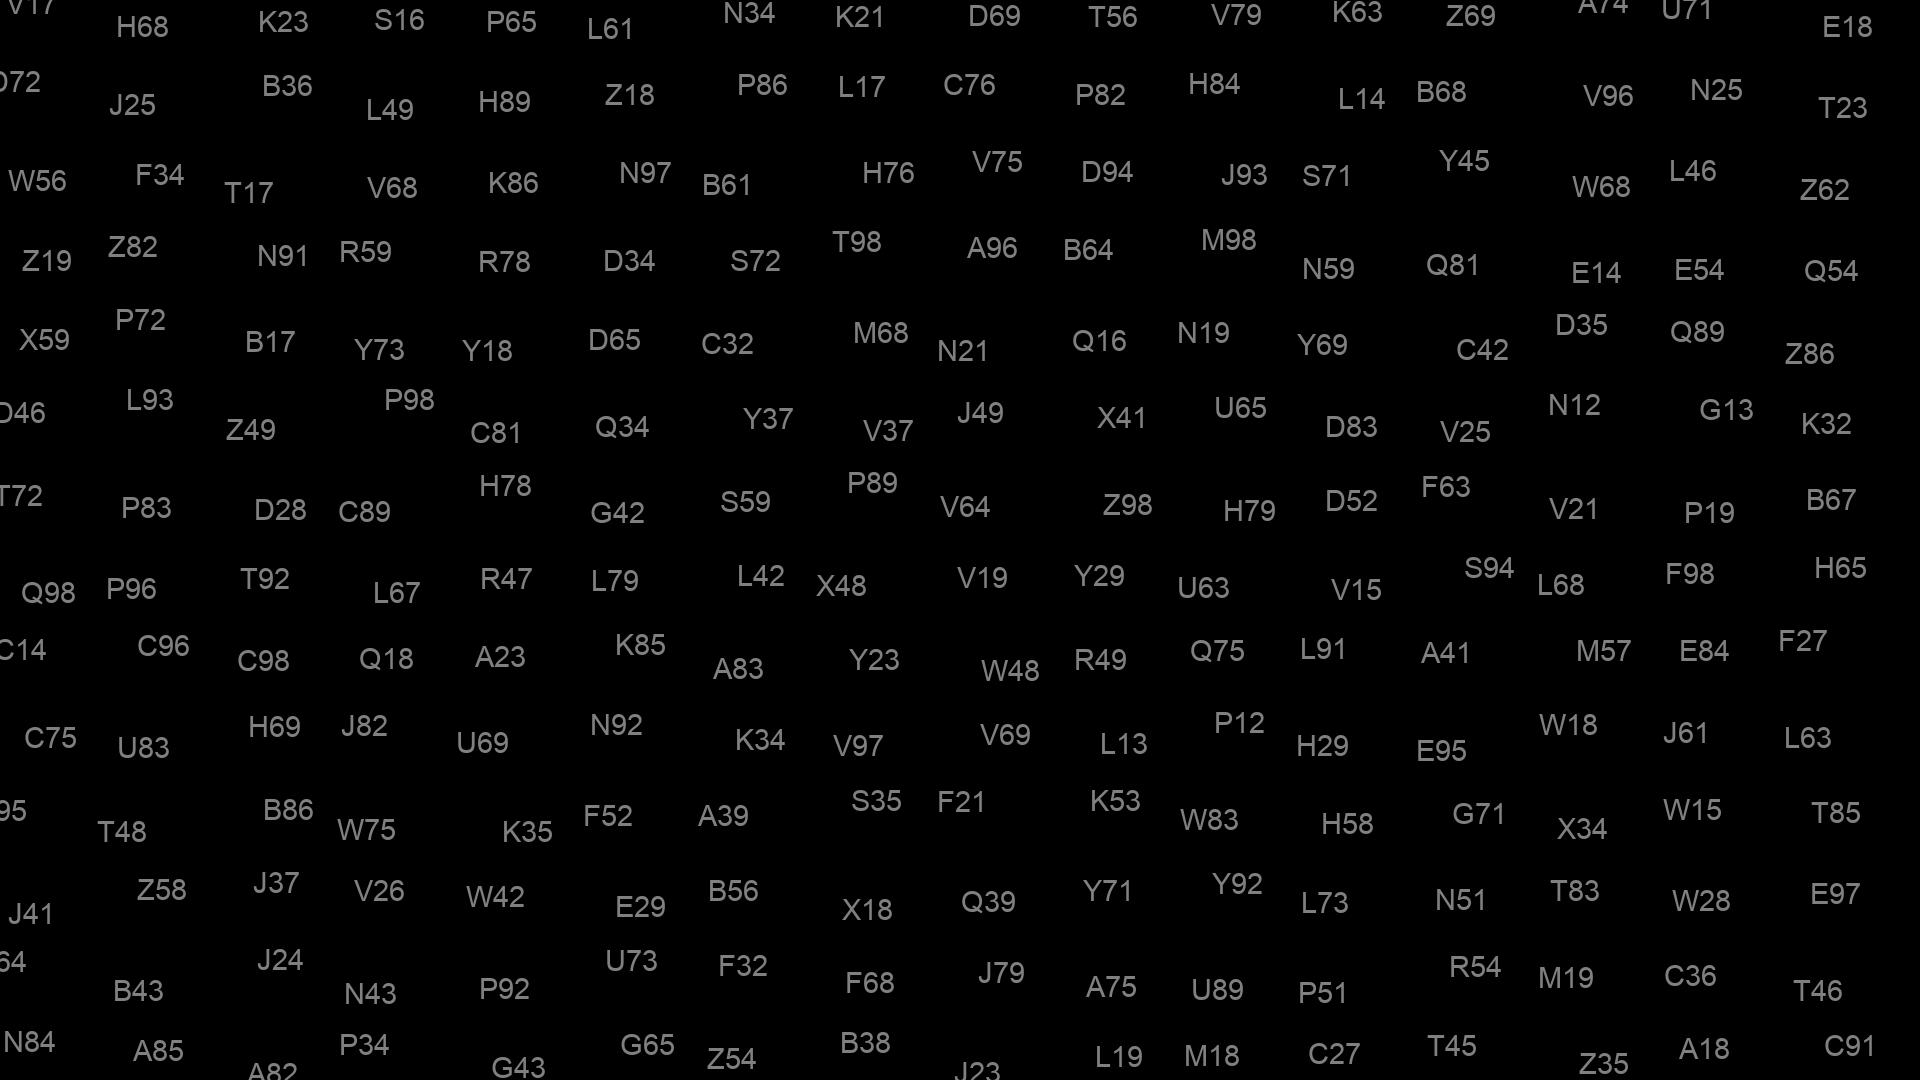 V17 H68 K23 S16 P65 L61 N34 K21 D69 T56 V79 K63 Z69 A74 U71 E18
D72 J25 B36 L49 H89 Z18 P86 L17 C76 P82 H84 L14 B68 V96 N25 T23
W56 F34 T17 V68 K86 N97 B61 H76 V75 D94 J93 S71 Y45 W68 L46 Z62
Z19 Z82 N91 R59 R78 D34 S72 T98 A96 B64 M98 N59 Q81 E14 E54 Q54
X59 P72 B17 Y73 Y18 D65 C32 M68 N21 Q16 N19 Y69 C42 D35 Q89 Z86
D46 L93 Z49 P98 C81 Q34 Y37 V37 J49 X41 U65 D83 V25 N12 G13 K32
T72 P83 D28 C89 H78 G42 S59 P89 V64 Z98 H79 D52 F63 V21 P19 B67
Q98 P96 T92 L67 R47 L79 L42 X48 V19 Y29 U63 V15 S94 L68 F98 H65
C14 C96 C98 Q18 A23 K85 A83 Y23 W48 R49 Q75 L91 A41 M57 E84 F27
C75 U83 H69 J82 U69 N92 K34 V97 V69 L13 P12 H29 E95 W18 J61 L63
95 T48 B86 W75 K35 F52 A39 S35 F21 K53 W83 H58 G71 X34 W15 T85
J41 Z58 J37 V26 W42 E29 B56 X18 Q39 Y71 Y92 L73 N51 T83 W28 E97
64 B43 J24 N43 P92 U73 F32 F68 J79 A75 U89 P51 R54 M19 C36 T46
N84 A85 A82 P34 G43 G65 Z54 B38 J23 L19 M18 C27 T45 Z35 A18 C91